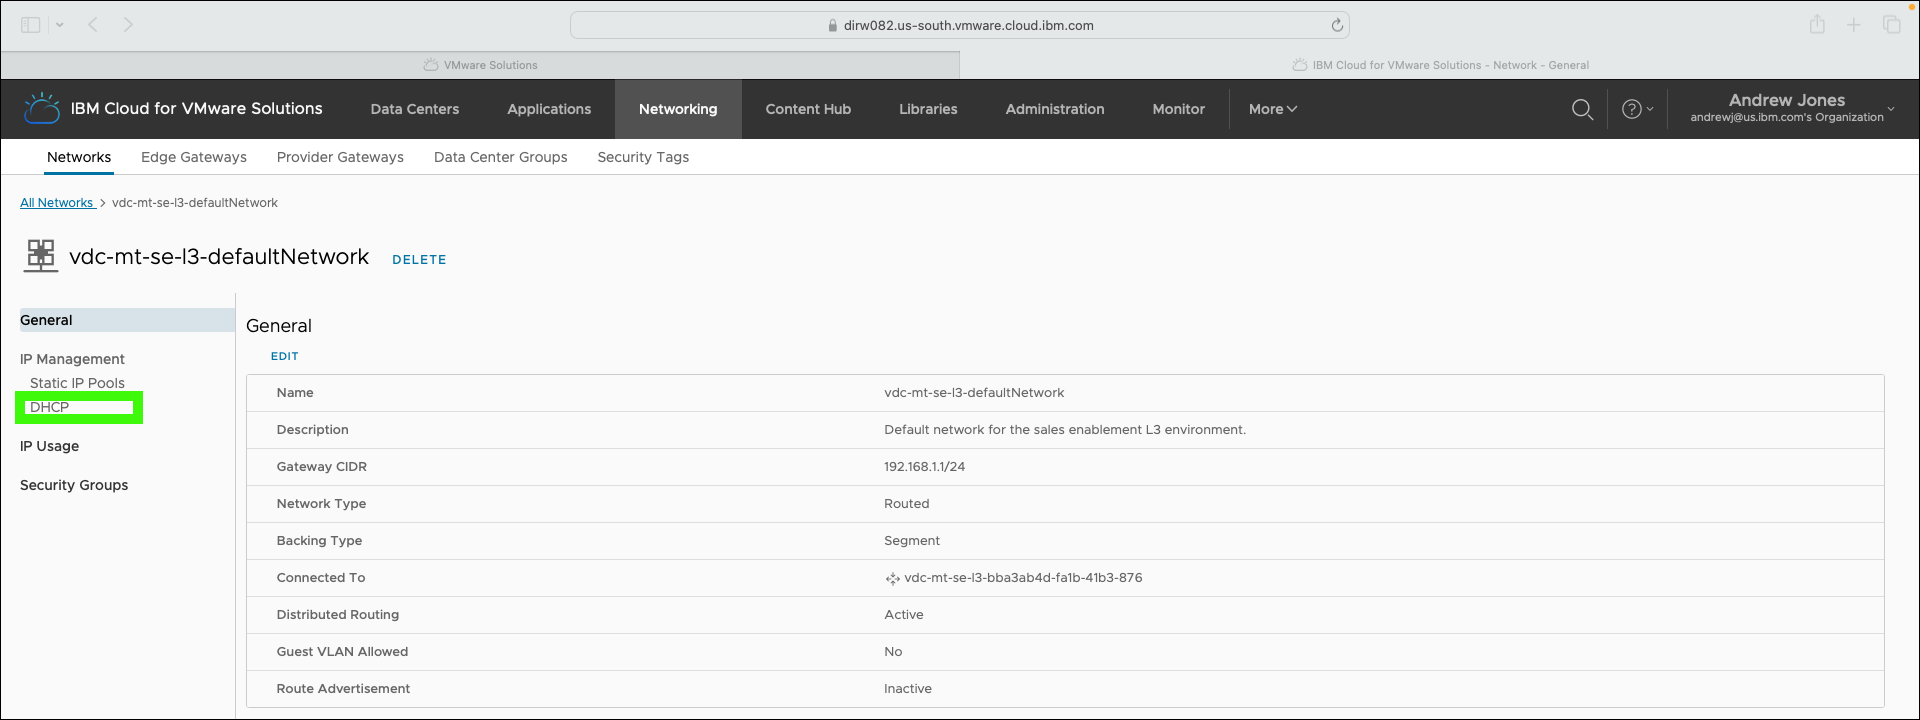 dirw082.us-south.vmware.cloud.ibm.com
VMware Solutions
IBM Cloud for VMware Solutions - Network - General
IBM Cloud for VMware Solutions
Data Centers
Applications
Networking
Content Hub
Libraries
Administration
Monitor
More
Andrew Jones
andrewj@us.ibm.com's Organization
Networks
Edge Gateways
Provider Gateways
Data Center Groups
Security Tags
All Networks > vdc-mt-se-l3-defaultNetwork
vdc-mt-se-l3-defaultNetwork
DELETE
General
IP Management
Static IP Pools
DHCP
IP Usage
Security Groups
General
EDIT
Name vdc-mt-se-l3-defaultNetwork
Description Default network for the sales enablement L3 environment.
Gateway CIDR 192.168.1.1/24
Network Type Routed
Backing Type Segment
Connected To vdc-mt-se-l3-bba3ab4d-fa1b-41b3-876
Distributed Routing Active
Guest VLAN Allowed No
Route Advertisement Inactive